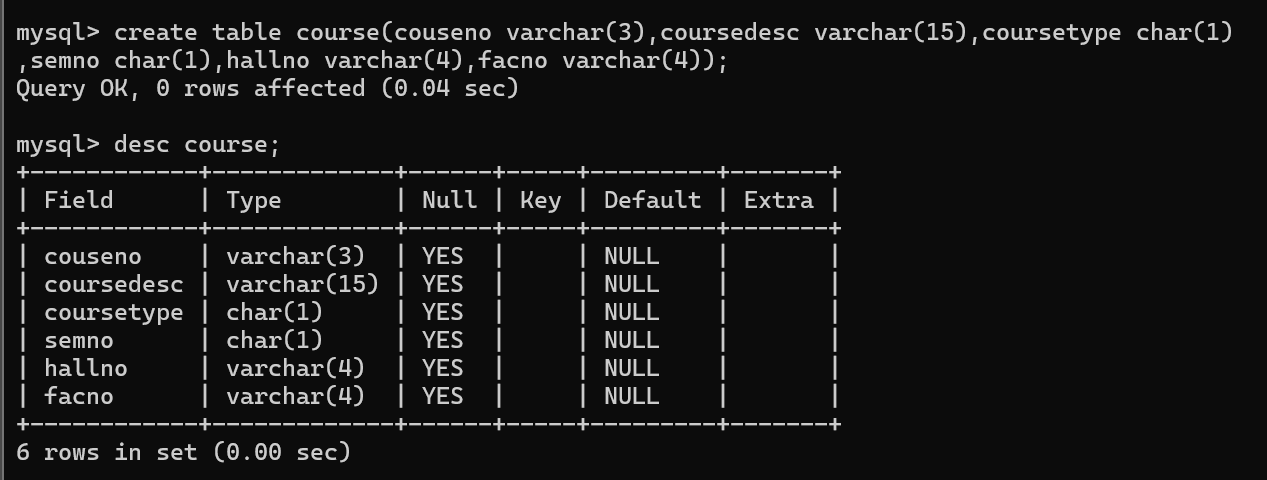 mysql> create table course(couseno varchar(3),coursedesc varchar(15),coursetype char(1)
,semno char(1),hallno varchar(4),facno varchar(4));
Query OK, 0 rows affected (0.04 sec)

mysql> desc course;
+------------+-------------+------+-----+---------+-------+
| Field      | Type        | Null | Key | Default | Extra |
+------------+-------------+------+-----+---------+-------+
| couseno    | varchar(3)  | YES  |     | NULL    |       |
| coursedesc | varchar(15) | YES  |     | NULL    |       |
| coursetype | char(1)     | YES  |     | NULL    |       |
| semno      | char(1)     | YES  |     | NULL    |       |
| hallno     | varchar(4)  | YES  |     | NULL    |       |
| facno      | varchar(4)  | YES  |     | NULL    |       |
+------------+-------------+------+-----+---------+-------+
6 rows in set (0.00 sec)